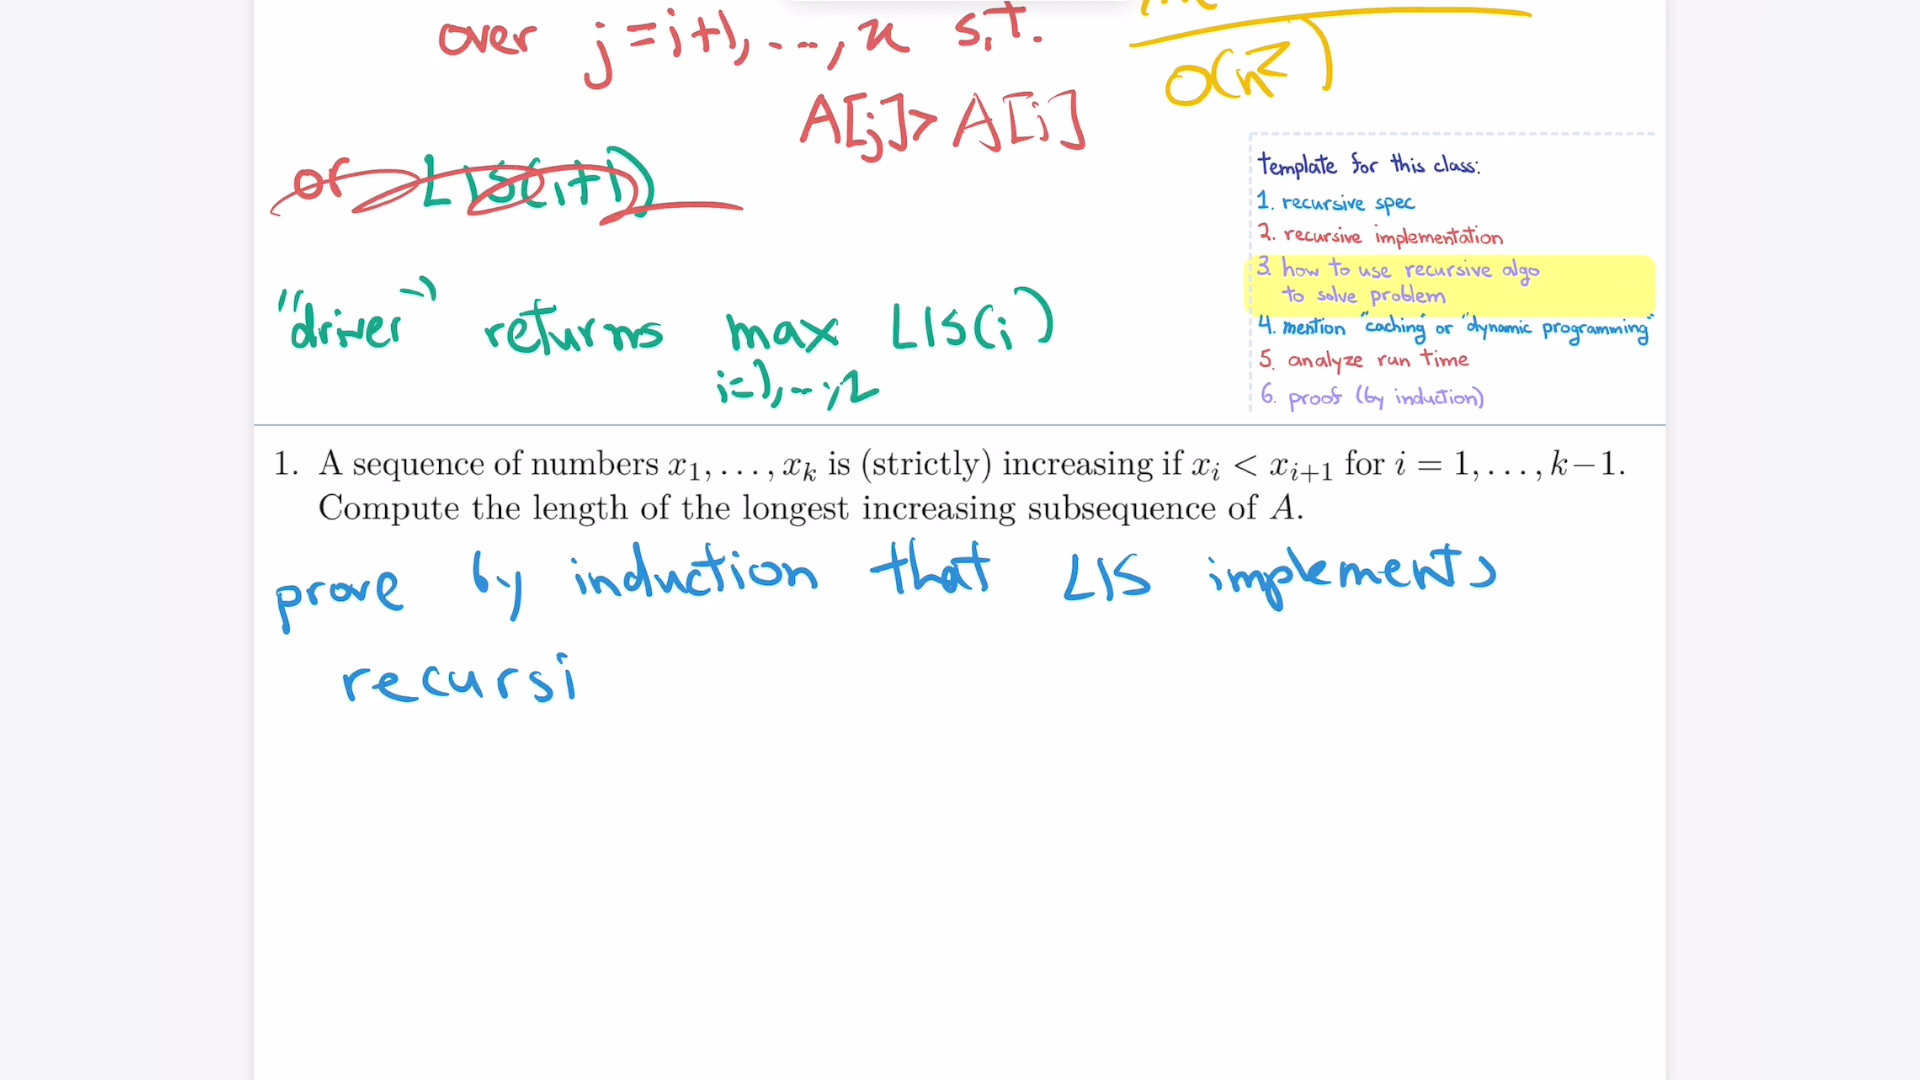 over j=i+1, ..., n s.t.
A[j]> A[i]
O(n²)
or LIS(i+1)
"driver" returns max LIS(i)
i=1, ..., n
template for this class:
1. recursive spec
2. recursive implementation
3. how to use recursive algo
to solve problem
4. mention "caching" or "dynamic programming"
5. analyze run time
6. proof (by induction)
1. A sequence of numbers x₁, . . . , xₖ is (strictly) increasing if xᵢ < xᵢ₊₁ for i = 1, . . . , k−1.
Compute the length of the longest increasing subsequence of A.
prove by induction that LIS implements
recursi